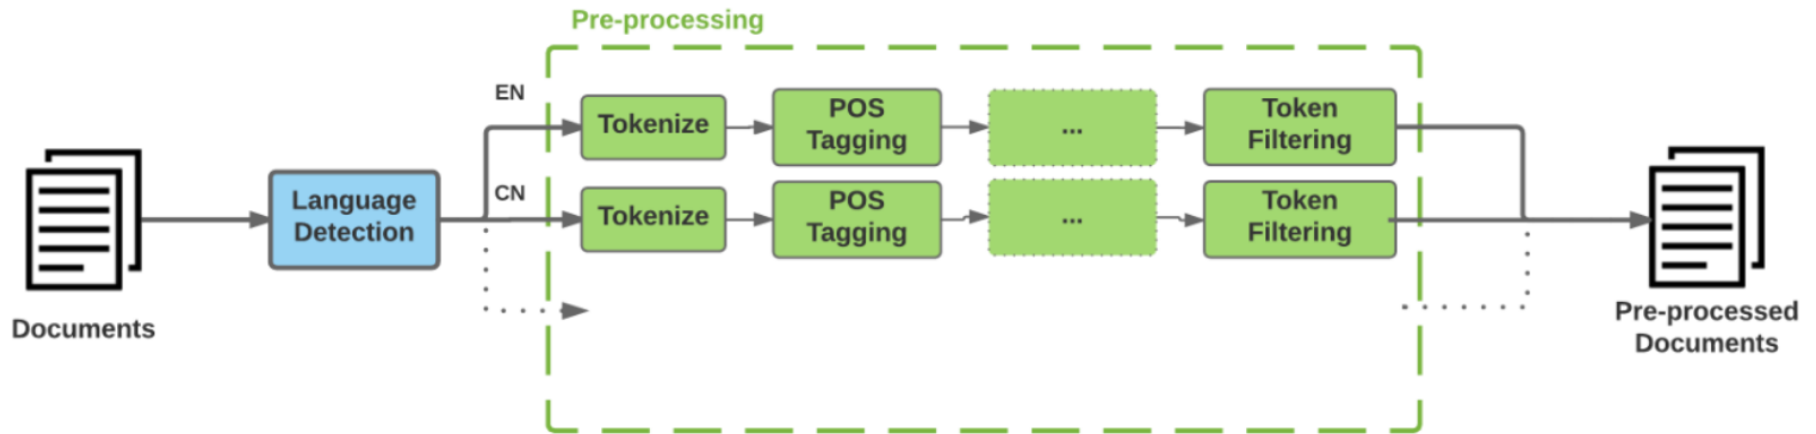 Pre-processing
EN
Tokenize
POS
Tagging
...
Token
Filtering
Language
Detection
CN
Tokenize
POS
Tagging
...
Token
Filtering
Documents
Pre-processed
Documents